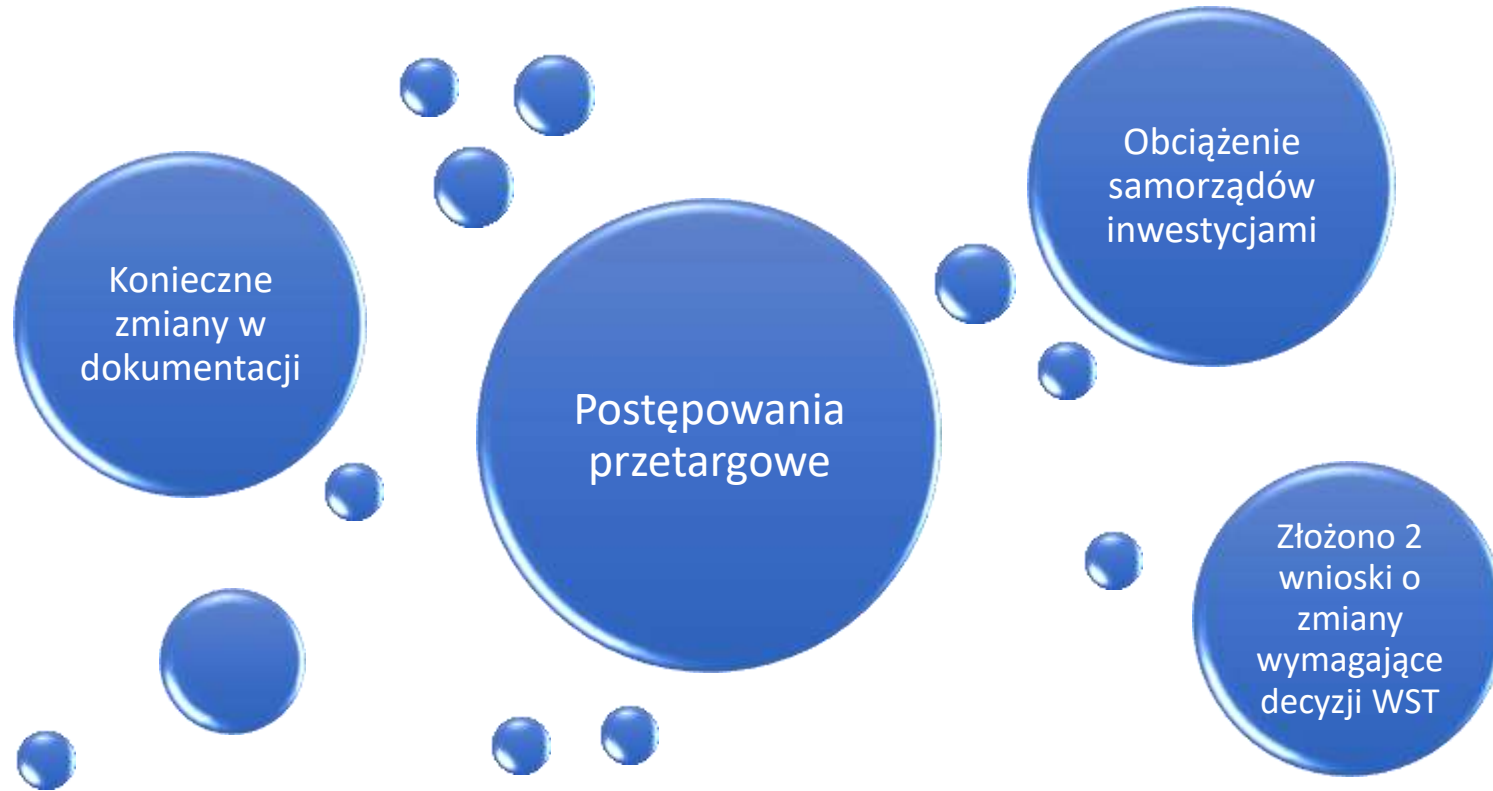 Konieczne
zmiany w
dokumentacji
Postępowania
przetargowe
Obciążenie
samorządów
inwestycjami
Złożono 2
wnioski o
zmiany
wymagające
decyzji WST